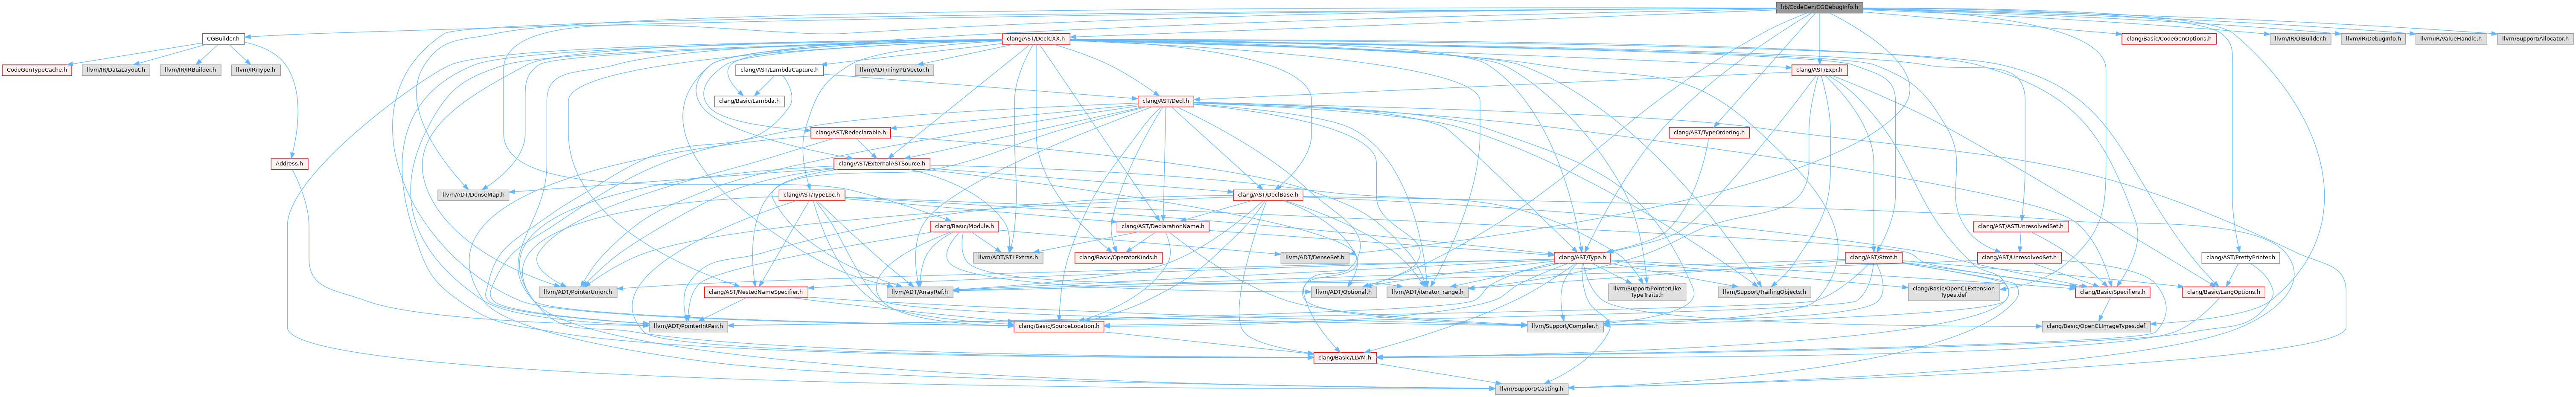 lib/CodeGen/CGDebugInfo.h
CGBuilder.h
clang/AST/DeclCXX.h
clang/Basic/CodeGenOptions.h
llvm/IR/DIBuilder.h
llvm/IR/DebugInfo.h
llvm/IR/ValueHandle.h
llvm/Support/Allocator.h
CodeGenTypeCache.h
llvm/IR/DataLayout.h
llvm/IR/IRBuilder.h
llvm/IR/Type.h
clang/AST/LambdaCapture.h
llvm/ADT/TinyPtrVector.h
clang/AST/Expr.h
clang/Basic/Lambda.h
clang/AST/Decl.h
clang/AST/Redeclarable.h
clang/AST/TypeOrdering.h
Address.h
clang/AST/ExternalASTSource.h
llvm/ADT/DenseMap.h
clang/AST/TypeLoc.h
clang/AST/DeclBase.h
clang/Basic/Module.h
clang/AST/DeclarationName.h
clang/AST/ASTUnresolvedSet.h
llvm/ADT/STLExtras.h
clang/Basic/OperatorKinds.h
llvm/ADT/DenseSet.h
clang/AST/Type.h
clang/AST/Stmt.h
clang/AST/UnresolvedSet.h
clang/AST/PrettyPrinter.h
llvm/ADT/PointerUnion.h
clang/AST/NestedNameSpecifier.h
llvm/ADT/ArrayRef.h
llvm/ADT/Optional.h
llvm/ADT/iterator_range.h
llvm/Support/PointerLike
TypeTraits.h
llvm/Support/TrailingObjects.h
clang/Basic/OpenCLExtension
Types.def
clang/Basic/Specifiers.h
clang/Basic/LangOptions.h
llvm/ADT/PointerIntPair.h
clang/Basic/SourceLocation.h
llvm/Support/Compiler.h
clang/Basic/OpenCLImageTypes.def
clang/Basic/LLVM.h
llvm/Support/Casting.h